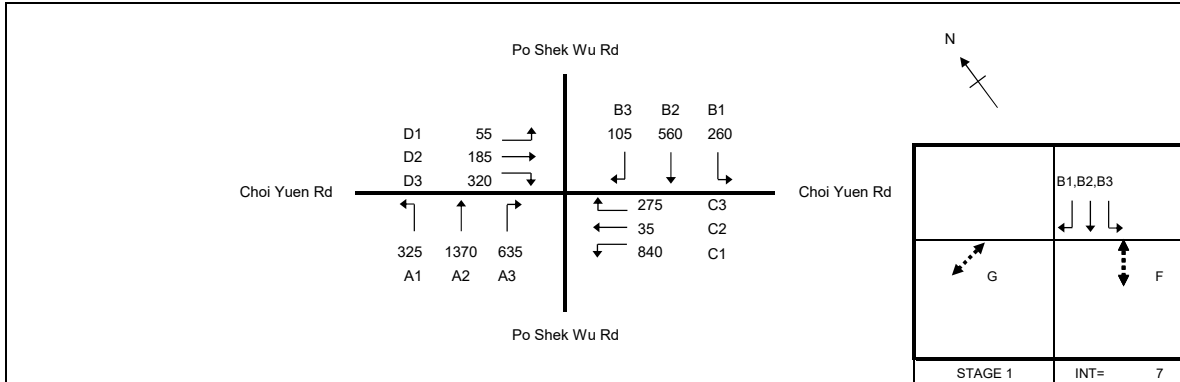 N
Po Shek Wu Rd
B3 B2 B1
D1 55 105 560 260
D2 185 B1,B2,B3
D3 320
Choi Yuen Rd Choi Yuen Rd
275 C3
35 C2
325 1370 635 840 C1
A1 A2 A3 G F
Po Shek Wu Rd
STAGE 1 INT= 7